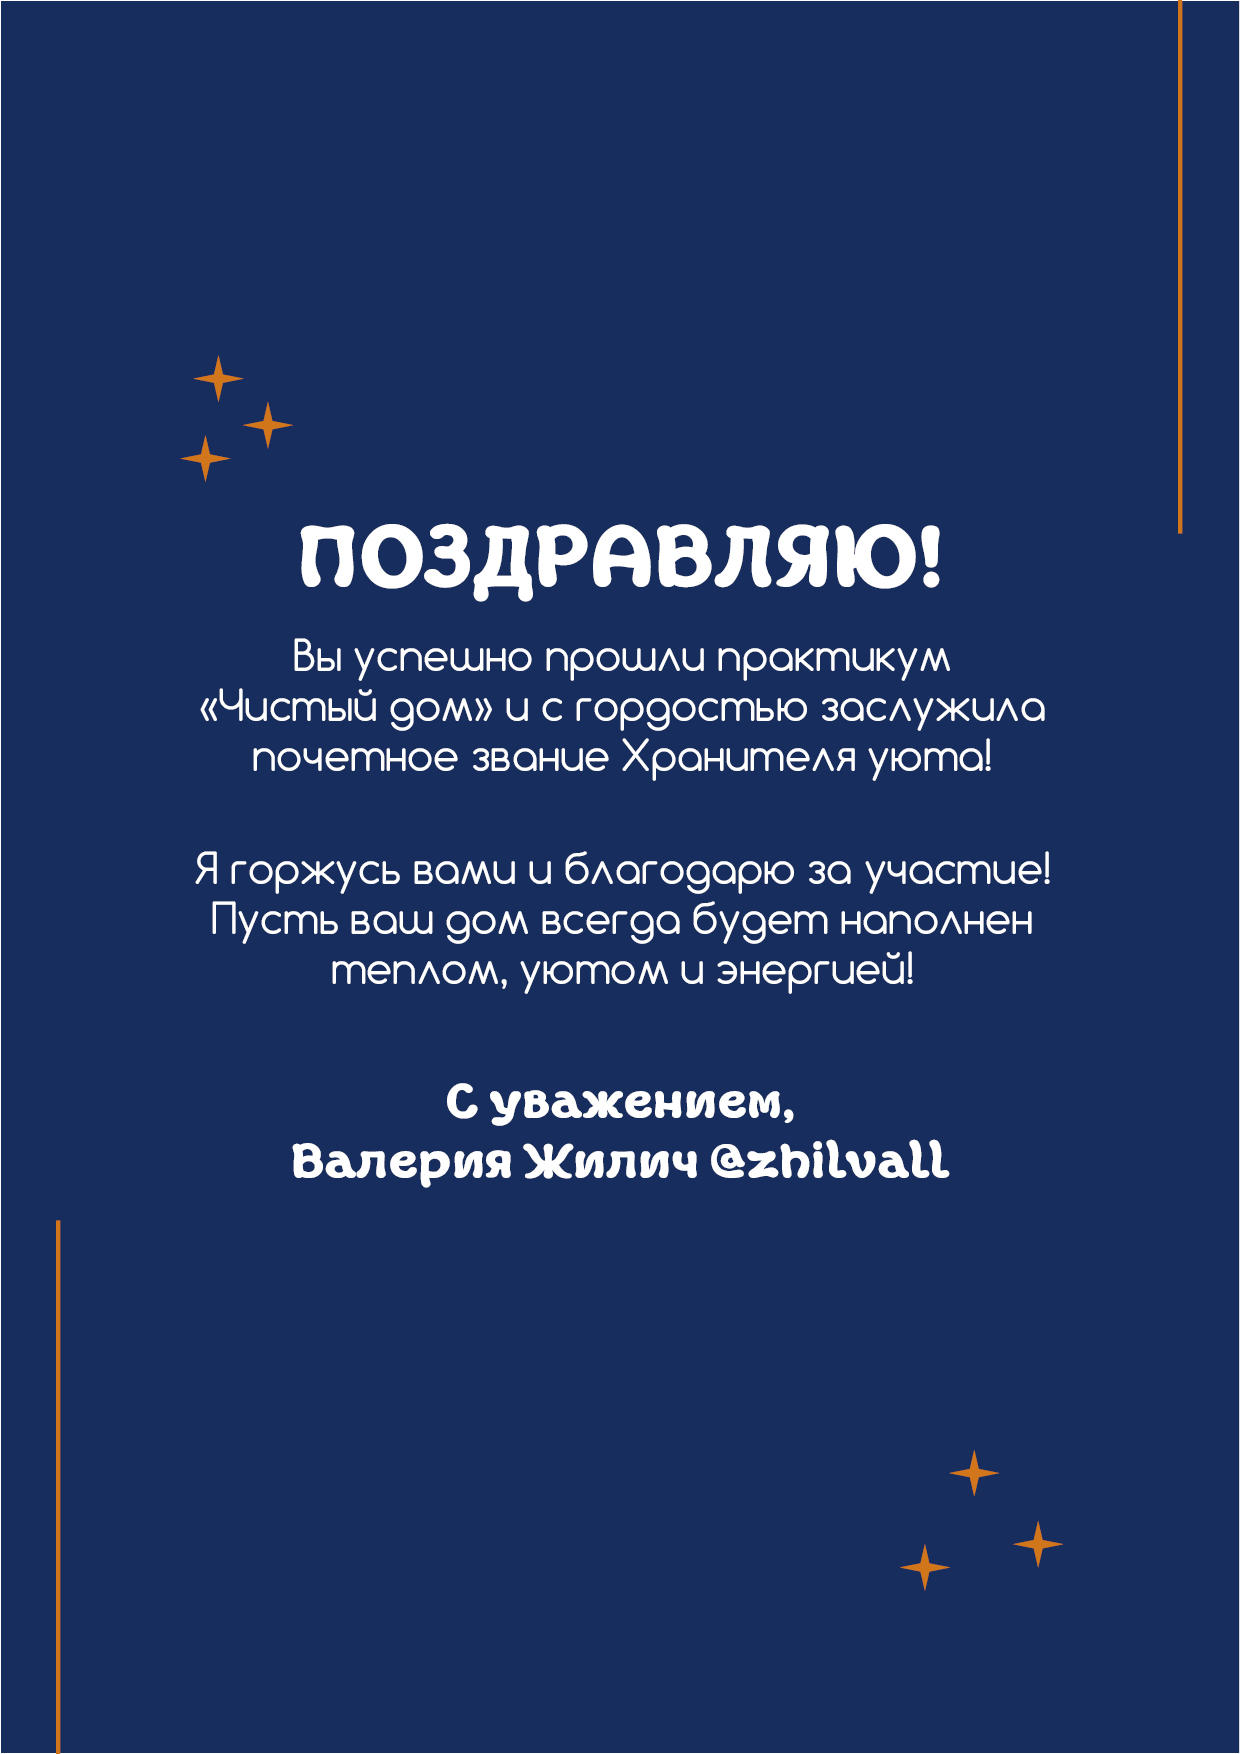 ПОЗДРАВЛЯЮ!
Вы успешно прошли практикум
«Чистый дом» и с гордостью заслужила
почетное звание Хранителя уюта!
Я горжусь вами и благодарю за участие!
Пусть ваш дом всегда будет наполнен
теплом, уютом и энергией!
С уважением,
Валерия Жилич @zhilvall